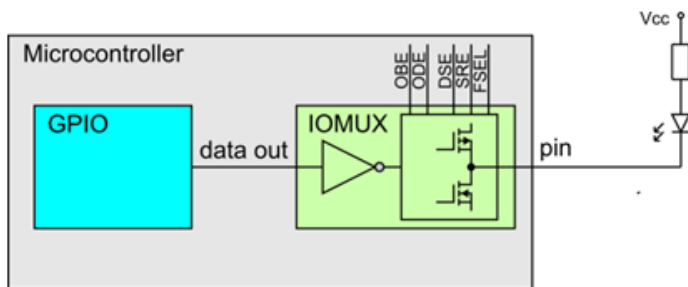 Vcc
Microcontroller
OBE
ODE
DSE
SRE
FSEL
GPIO
IOMUX
data out
pin